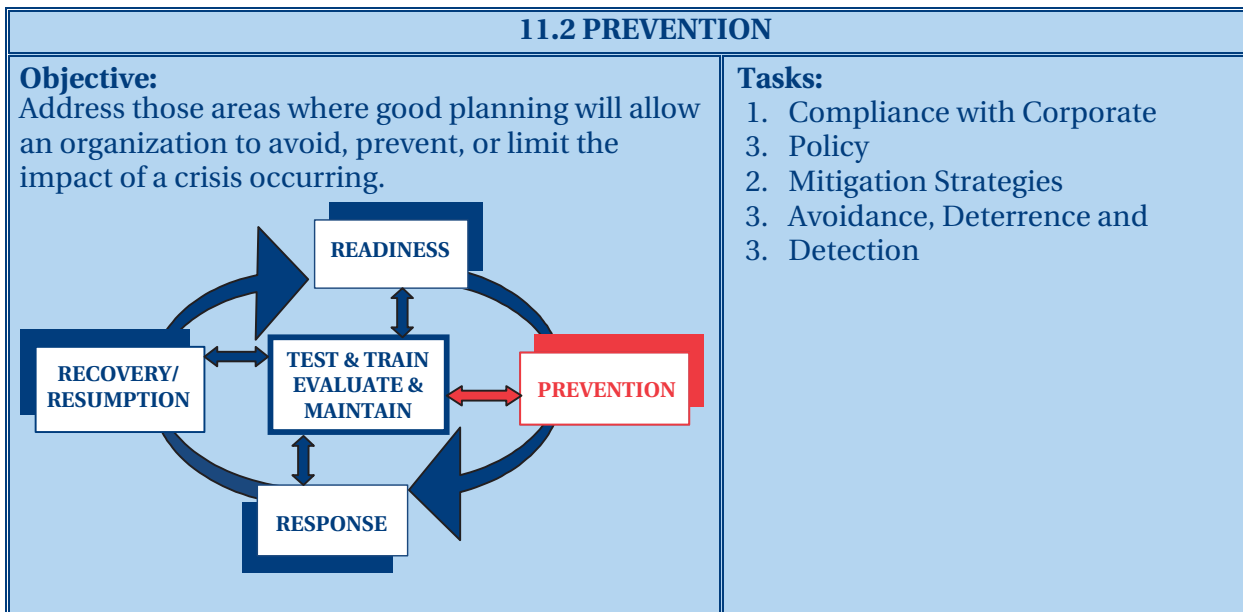 11.2 PREVENTION
Objective:
Address those areas where good planning will allow
an organization to avoid, prevent, or limit the
impact of a crisis occurring.
READINESS
RECOVERY/
RESUMPTION
TEST & TRAIN
EVALUATE &
MAINTAIN
PREVENTION
RESPONSE
Tasks:
1. Compliance with Corporate
3. Policy
2. Mitigation Strategies
3. Avoidance, Deterrence and
3. Detection